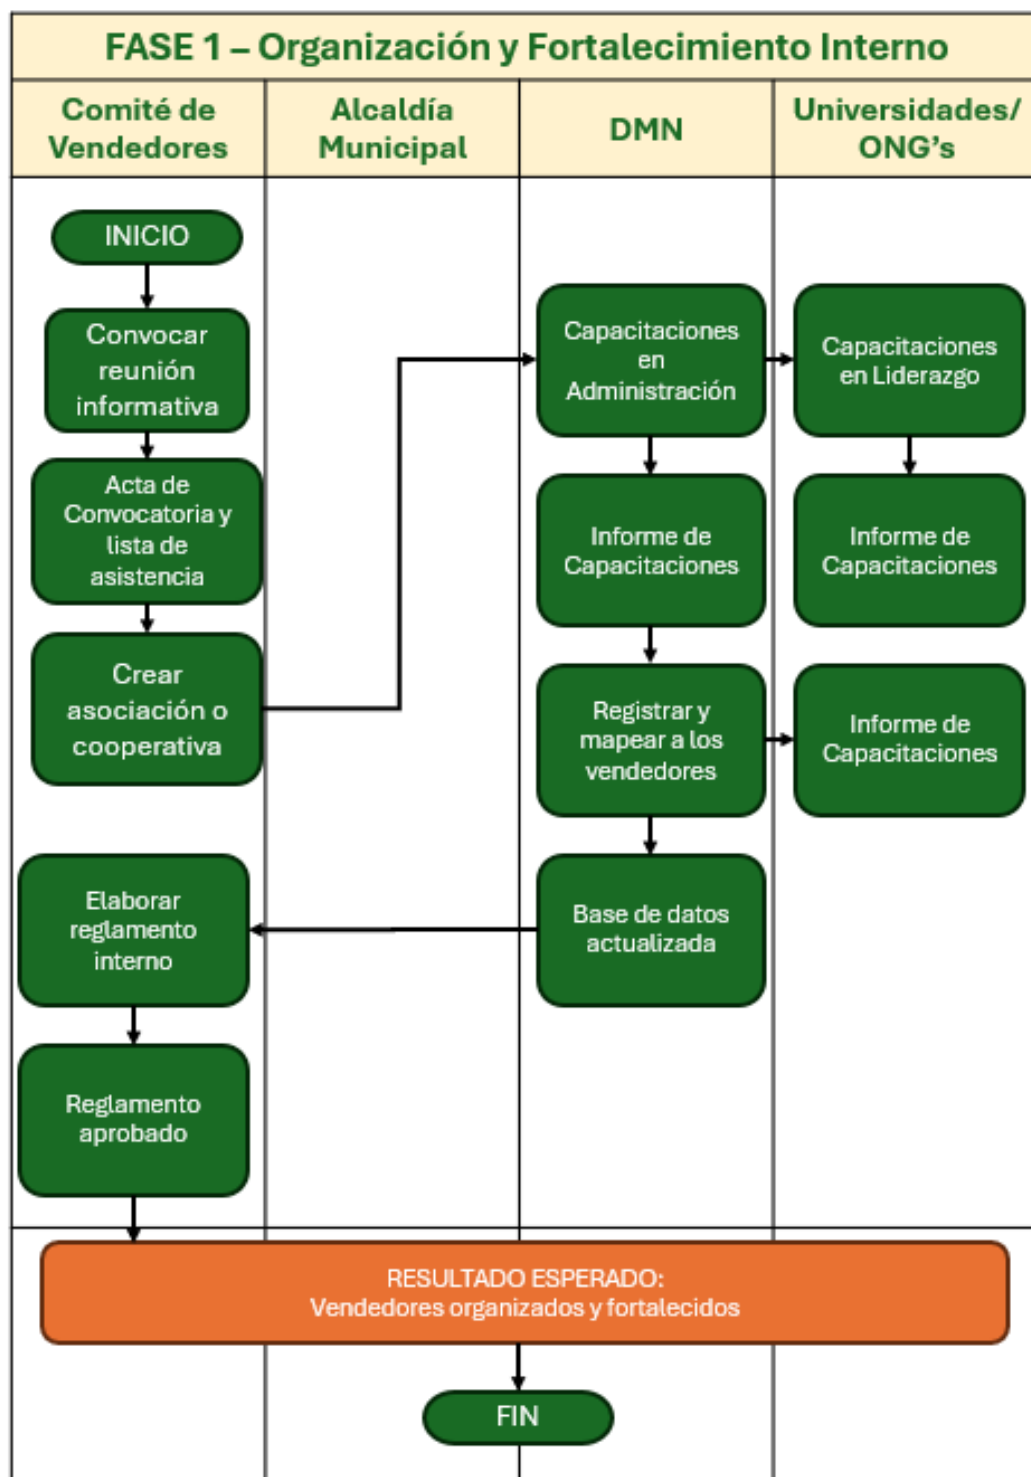 FASE 1 – Organización y Fortalecimiento Interno
Comité de
Vendedores
Alcaldía
Municipal
DMN
Universidades/
ONG's
INICIO
Convocar
reunión
informativa
Acta de
Convocatoria y
lista de
asistencia
Crear
asociación o
cooperativa
Capacitaciones
en
Administración
Capacitaciones
en Liderazgo
Informe de
Capacitaciones
Informe de
Capacitaciones
Registrar y
mapear a los
vendedores
Informe de
Capacitaciones
Base de datos
actualizada
Elaborar
reglamento
interno
Reglamento
aprobado
RESULTADO ESPERADO:
Vendedores organizados y fortalecidos
FIN